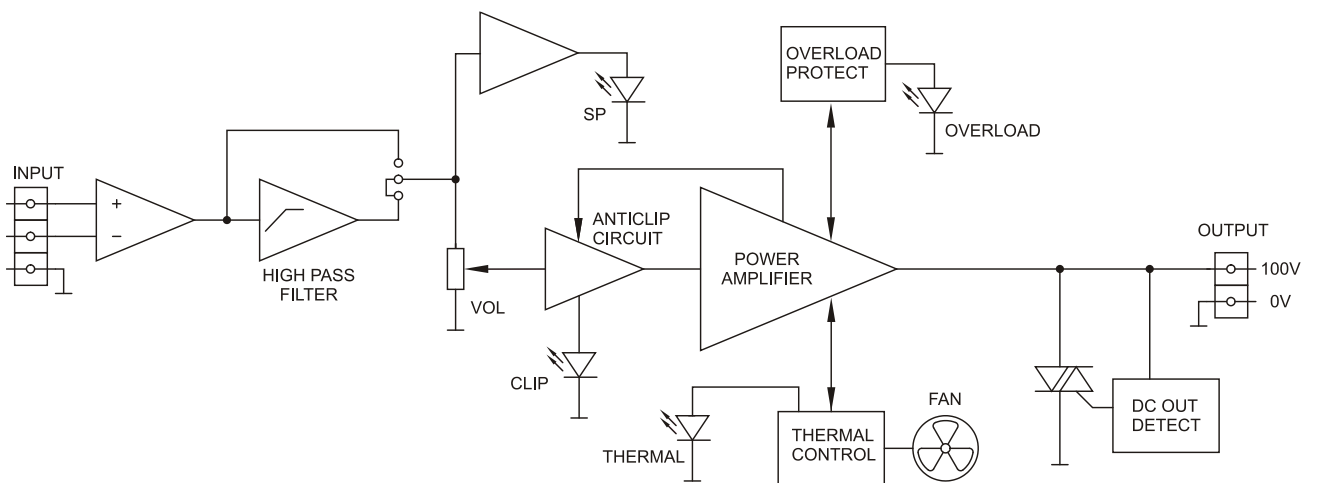 INPUT
+
−
HIGH PASS
FILTER
SP
VOL
ANTICLIP
CIRCUIT
CLIP
POWER
AMPLIFIER
OVERLOAD
PROTECT
OVERLOAD
THERMAL
THERMAL
CONTROL
FAN
OUTPUT
100V
0V
DC OUT
DETECT